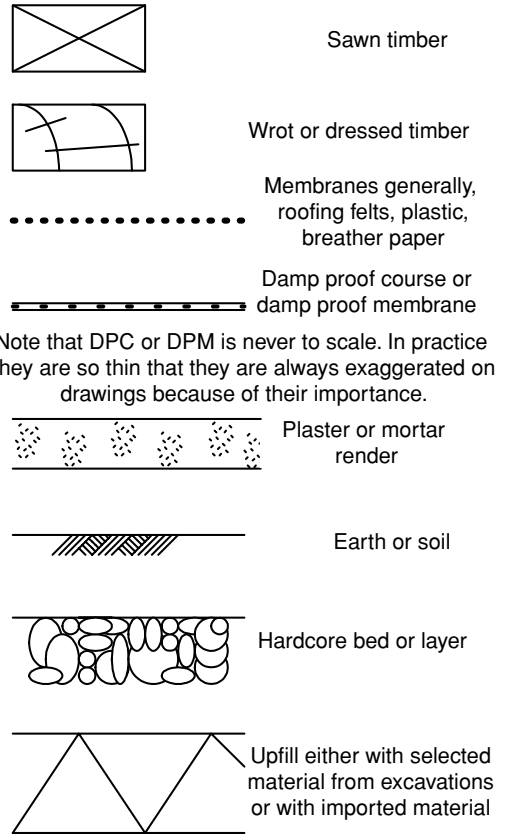 Sawn timber
Wrot or dressed timber
Membranes generally,
roofing felts, plastic,
breather paper
Damp proof course or
damp proof membrane
Note that DPC or DPM is never to scale. In practice
they are so thin that they are always exaggerated on
drawings because of their importance.
Plaster or mortar
render
Earth or soil
Hardcore bed or layer
Upfill either with selected
material from excavations
or with imported material